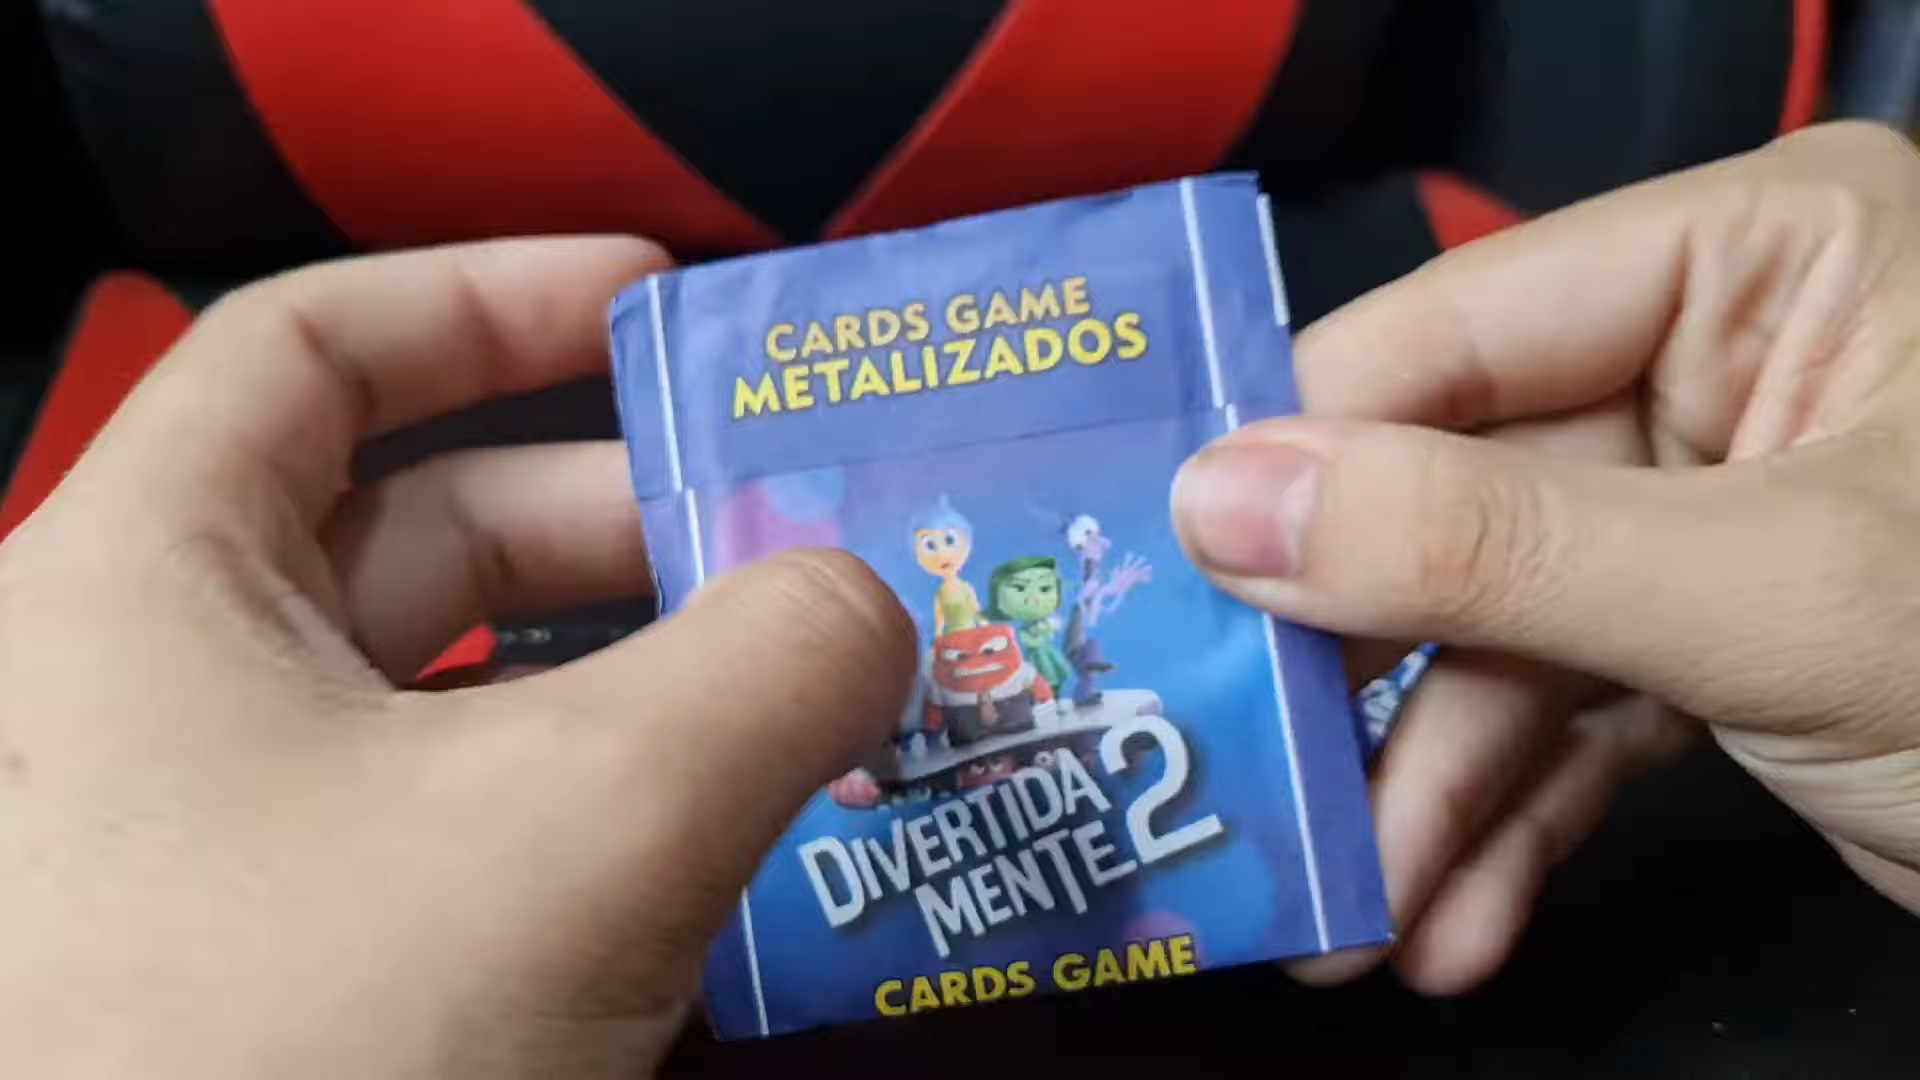 CARDS GAME
METALIZADOS
DIVERTIDA
MENTE 2
CARDS GAME